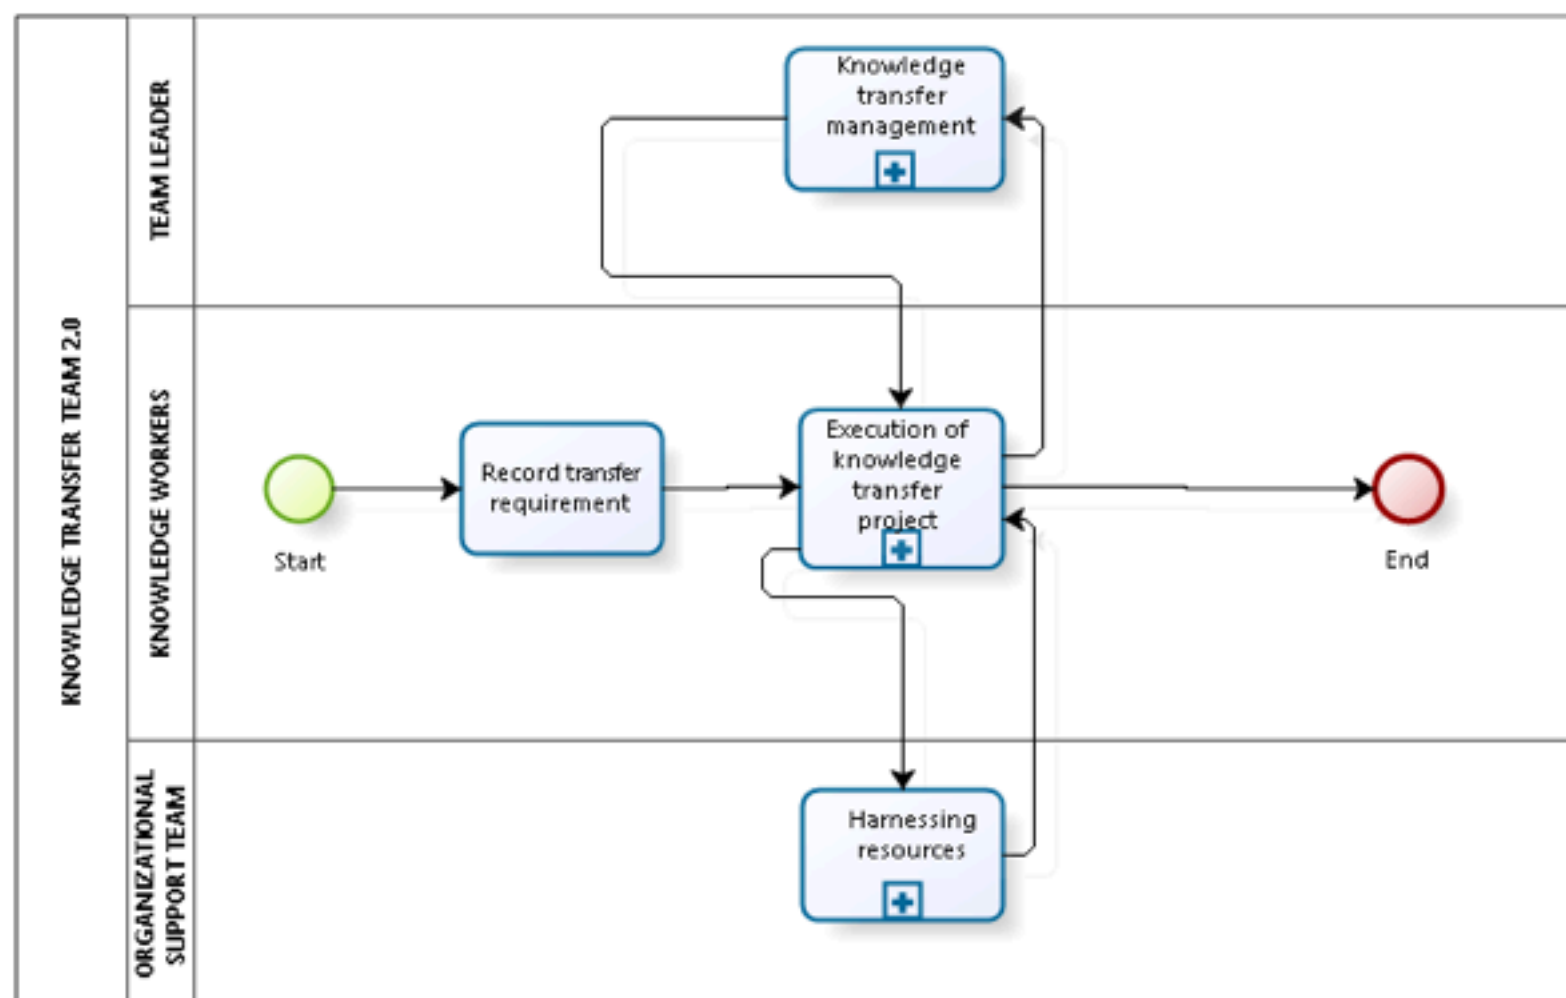 KNOWLEDGE TRANSFER TEAM 2.0
TEAM LEADER
Knowledge
transfer
management
KNOWLEDGE WORKERS
Start
Record transfer
requirement
Execution of
knowledge
transfer
project
End
ORGANIZATIONAL
SUPPORT TEAM
Harnessing
resources